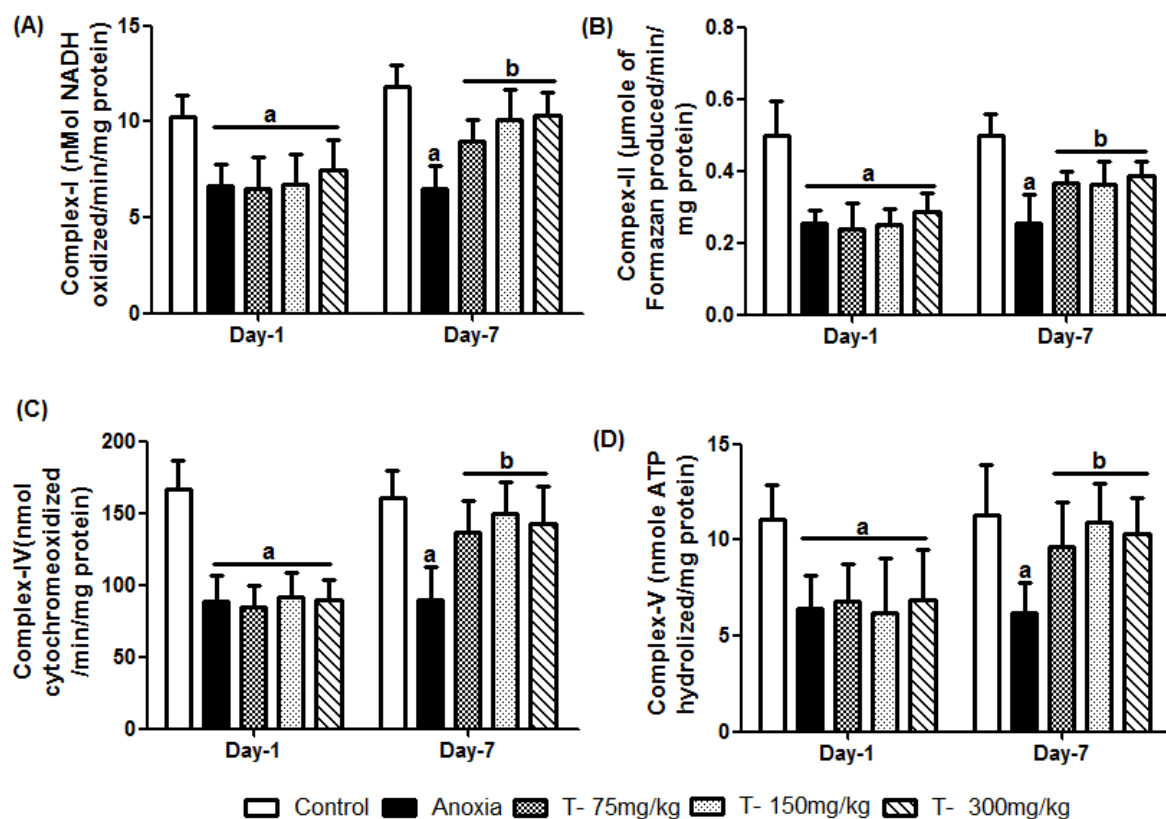 (A)
Complex-I (nMol NADH
oxidized/min/mg protein)
15
10
5
0
a
a
b
Day-1
Day-7
(B)
Compex-II (µmole of
Formazan produced/min/
mg protein)
0.8
0.6
0.4
0.2
0.0
a
a
b
Day-1
Day-7
(C)
Complex-IV(nmol
cytochromeoxidized
/min/mg protein)
200
150
100
50
0
a
a
b
Day-1
Day-7
(D)
Complex-V (nmole ATP
hydrolized/mg protein)
15
10
5
0
a
a
b
Day-1
Day-7
Control Anoxia T- 75mg/kg T- 150mg/kg T- 300mg/kg